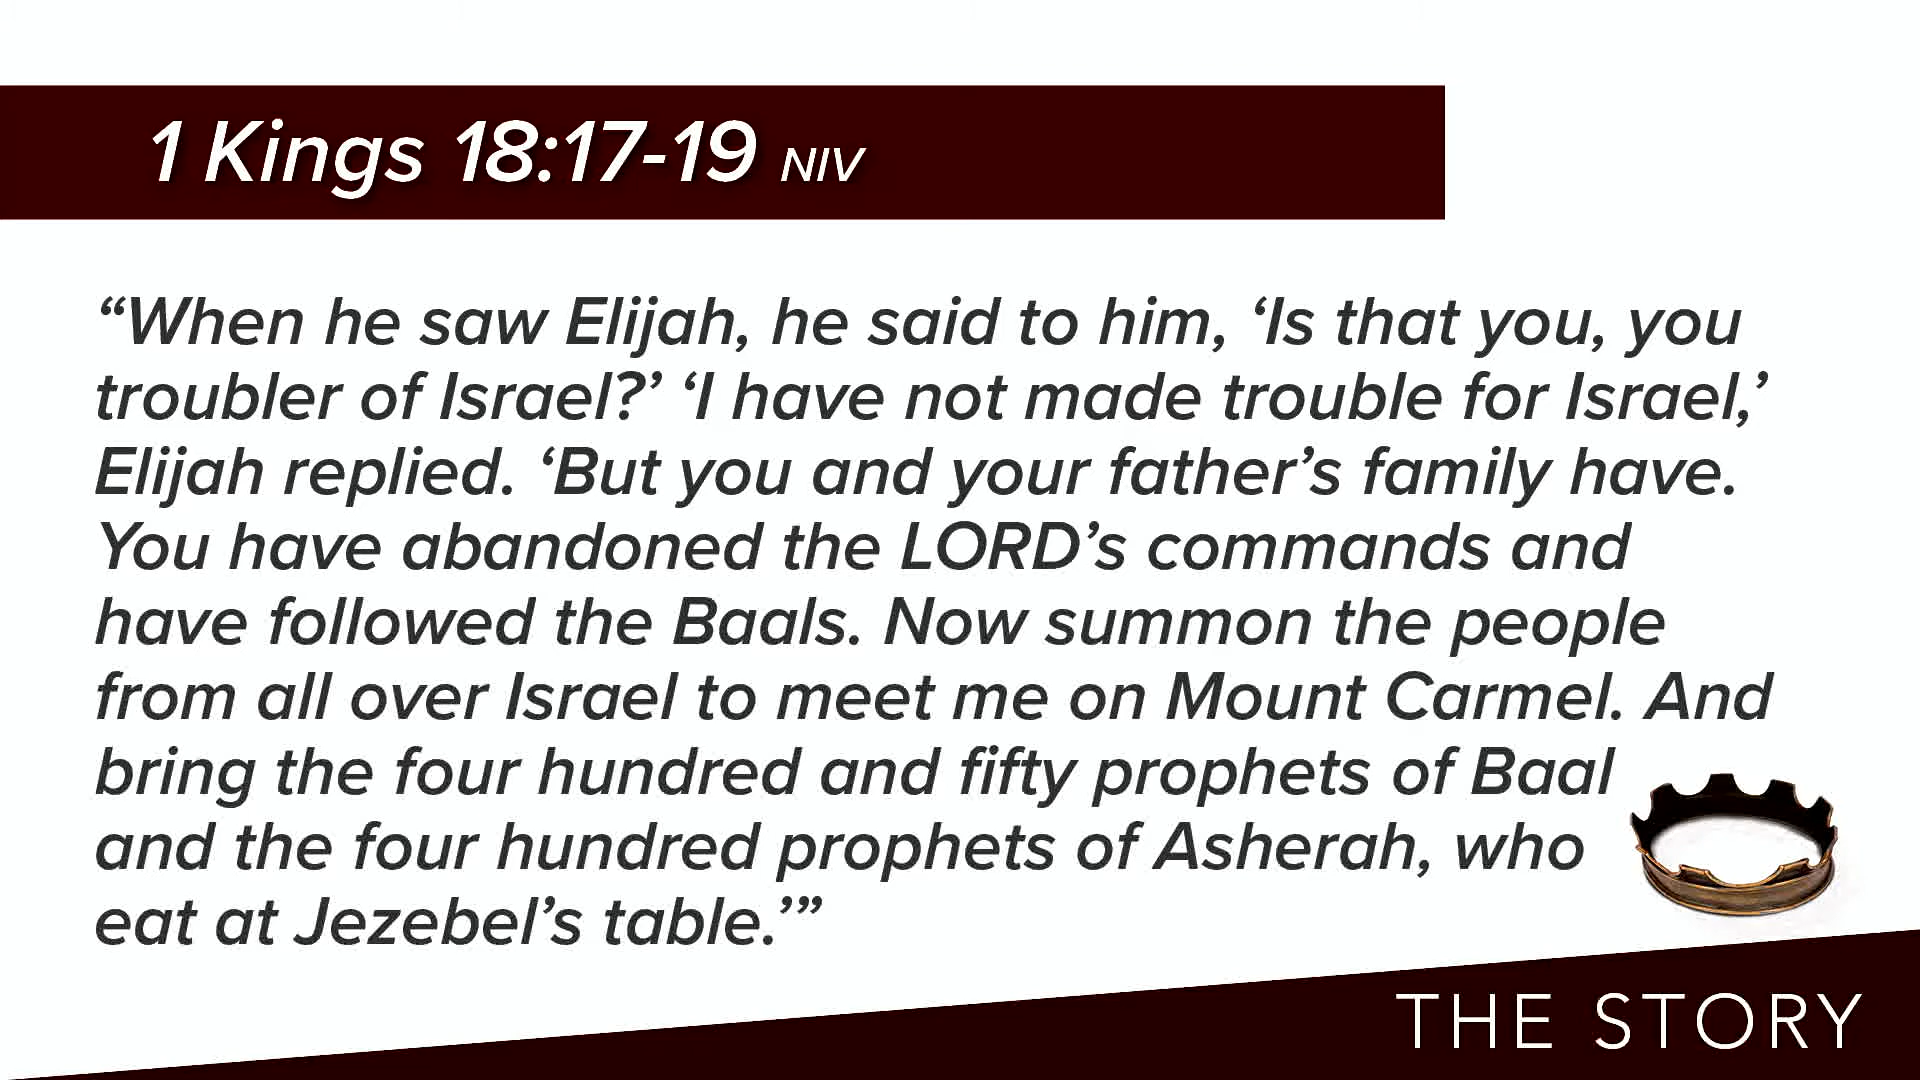 1 Kings 18:17-19 NIV
“When he saw Elijah, he said to him, ‘Is that you, you
troubler of Israel?’ ‘I have not made trouble for Israel,’
Elijah replied. ‘But you and your father’s family have.
You have abandoned the LORD’s commands and
have followed the Baals. Now summon the people
from all over Israel to meet me on Mount Carmel. And
bring the four hundred and fifty prophets of Baal
and the four hundred prophets of Asherah, who
eat at Jezebel’s table.’”
THE STORY